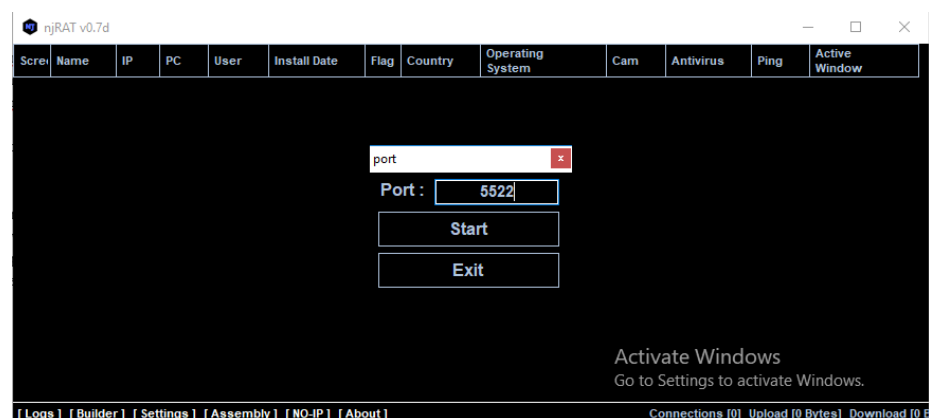 njRAT v0.7d
Name IP PC User Install Date Flag Country Operating System Cam Antivirus Ping Active Window
port x
Port : 5522
Start
Exit
Activate Windows
Go to Settings to activate Windows.
[ Logs ] [ Builder ] [ Settings ] [ Assembly ] [ NO-IP ] [ About ] Connections [0] Upload [0 Bytes] Download [0